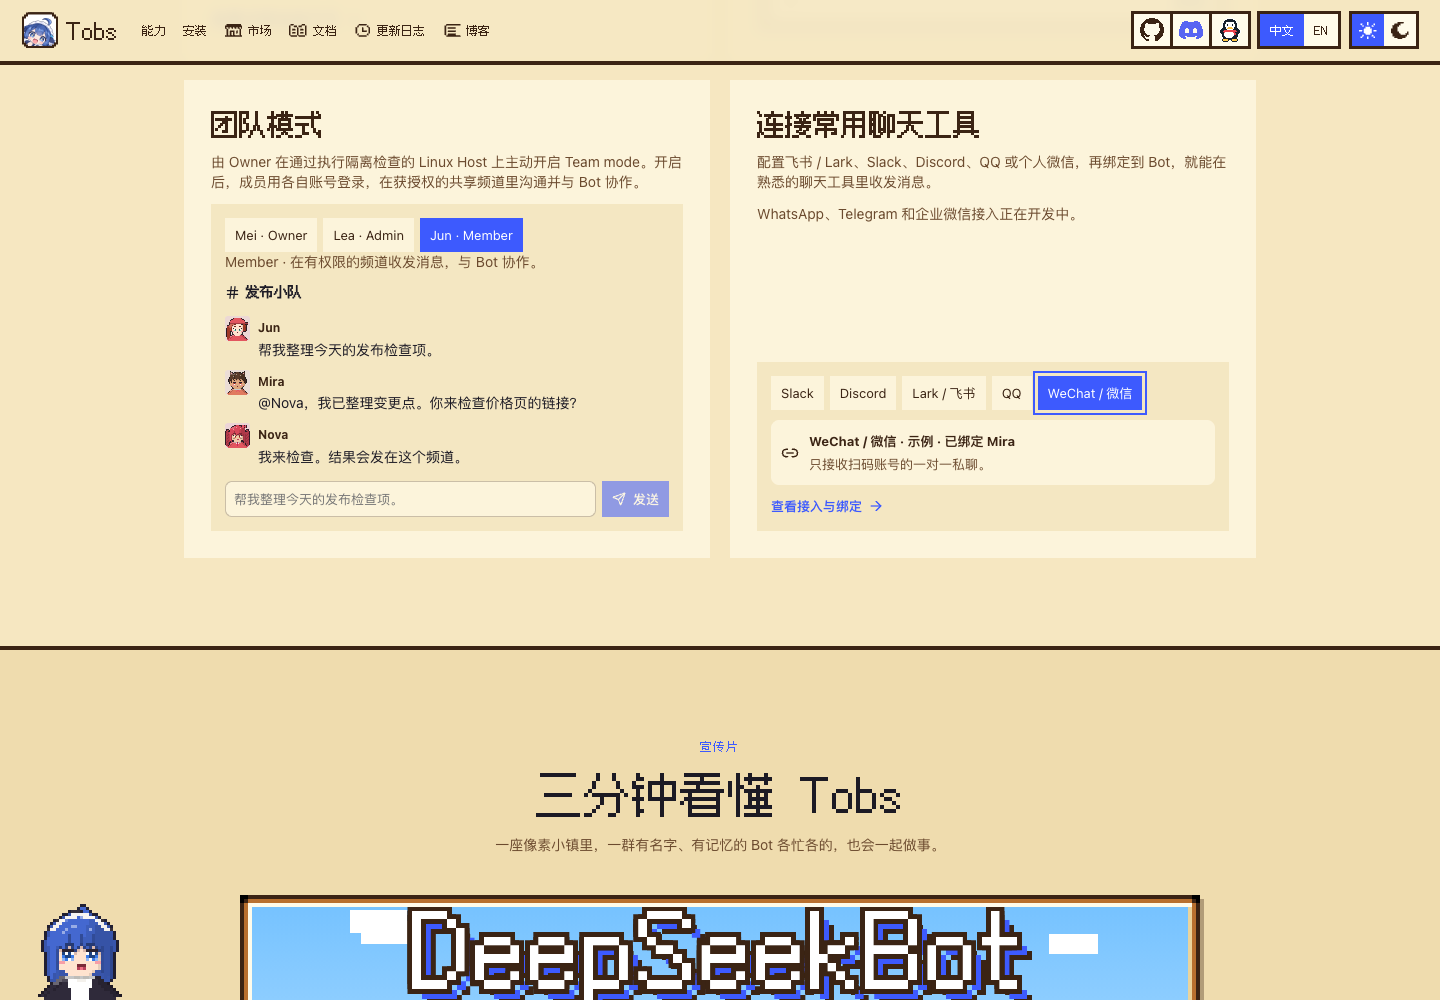 Tobs
能力
安装
市场
文档
更新日志
博客
中文
EN
团队模式
由 Owner 在通过执行隔离检查的 Linux Host 上主动开启 Team mode。开启
后，成员用各自账号登录，在获授权的共享频道里沟通并与 Bot 协作。
Mei · Owner
Lea · Admin
Jun · Member
Member · 在有权限的频道收发消息，与 Bot 协作。
# 发布小队
Jun
帮我整理今天的发布检查项。
Mira
@Nova，我已整理变更点。你来检查价格页的链接?
Nova
我来检查。结果会发在这个频道。
帮我整理今天的发布检查项。
发送
连接常用聊天工具
配置飞书 / Lark、Slack、Discord、QQ 或个人微信，再绑定到 Bot，就能在
熟悉的聊天工具里收发消息。
WhatsApp、Telegram 和企业微信接入正在开发中。
Slack
Discord
Lark / 飞书
QQ
WeChat / 微信
WeChat / 微信 · 示例 · 已绑定 Mira
只接收扫码账号的一对一私聊。
查看接入与绑定
宣传片
三分钟看懂 Tobs
一座像素小镇里，一群有名字、有记忆的 Bot 各忙各的，也会一起做事。
DeepSeekBot